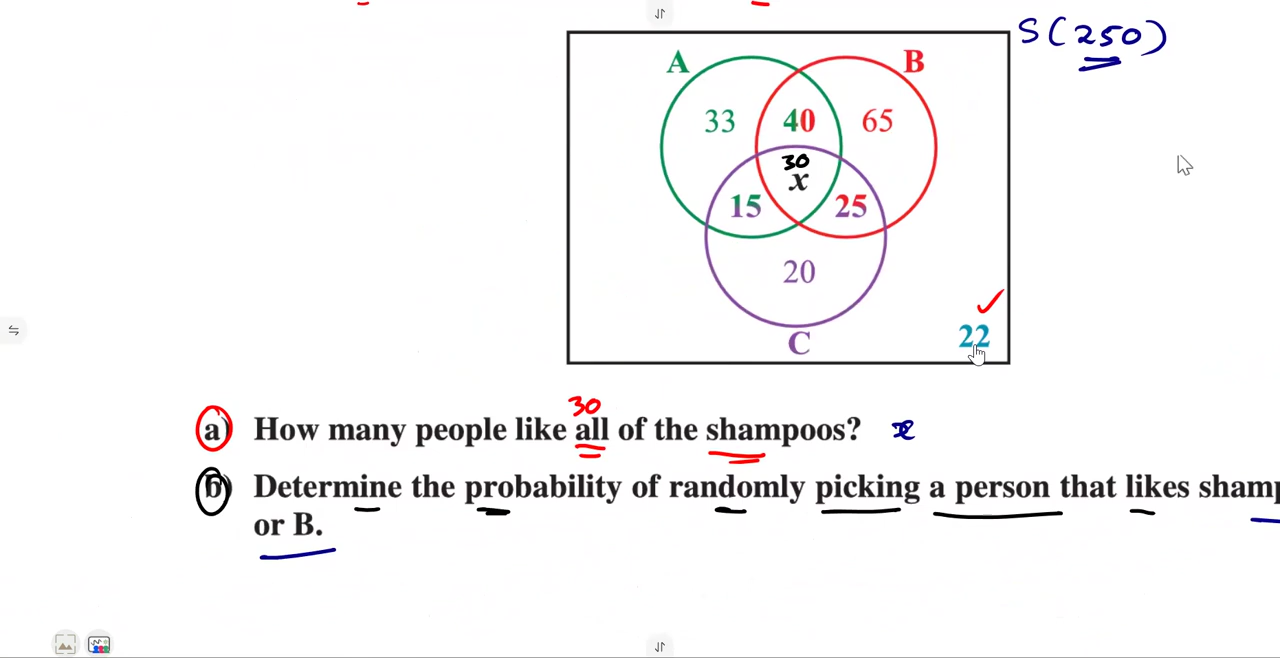 S(250)
A
B
33
40
65
30
x
15
25
20
C
22
30
a) How many people like all of the shampoos? x
b) Determine the probability of randomly picking a person that likes
or B.